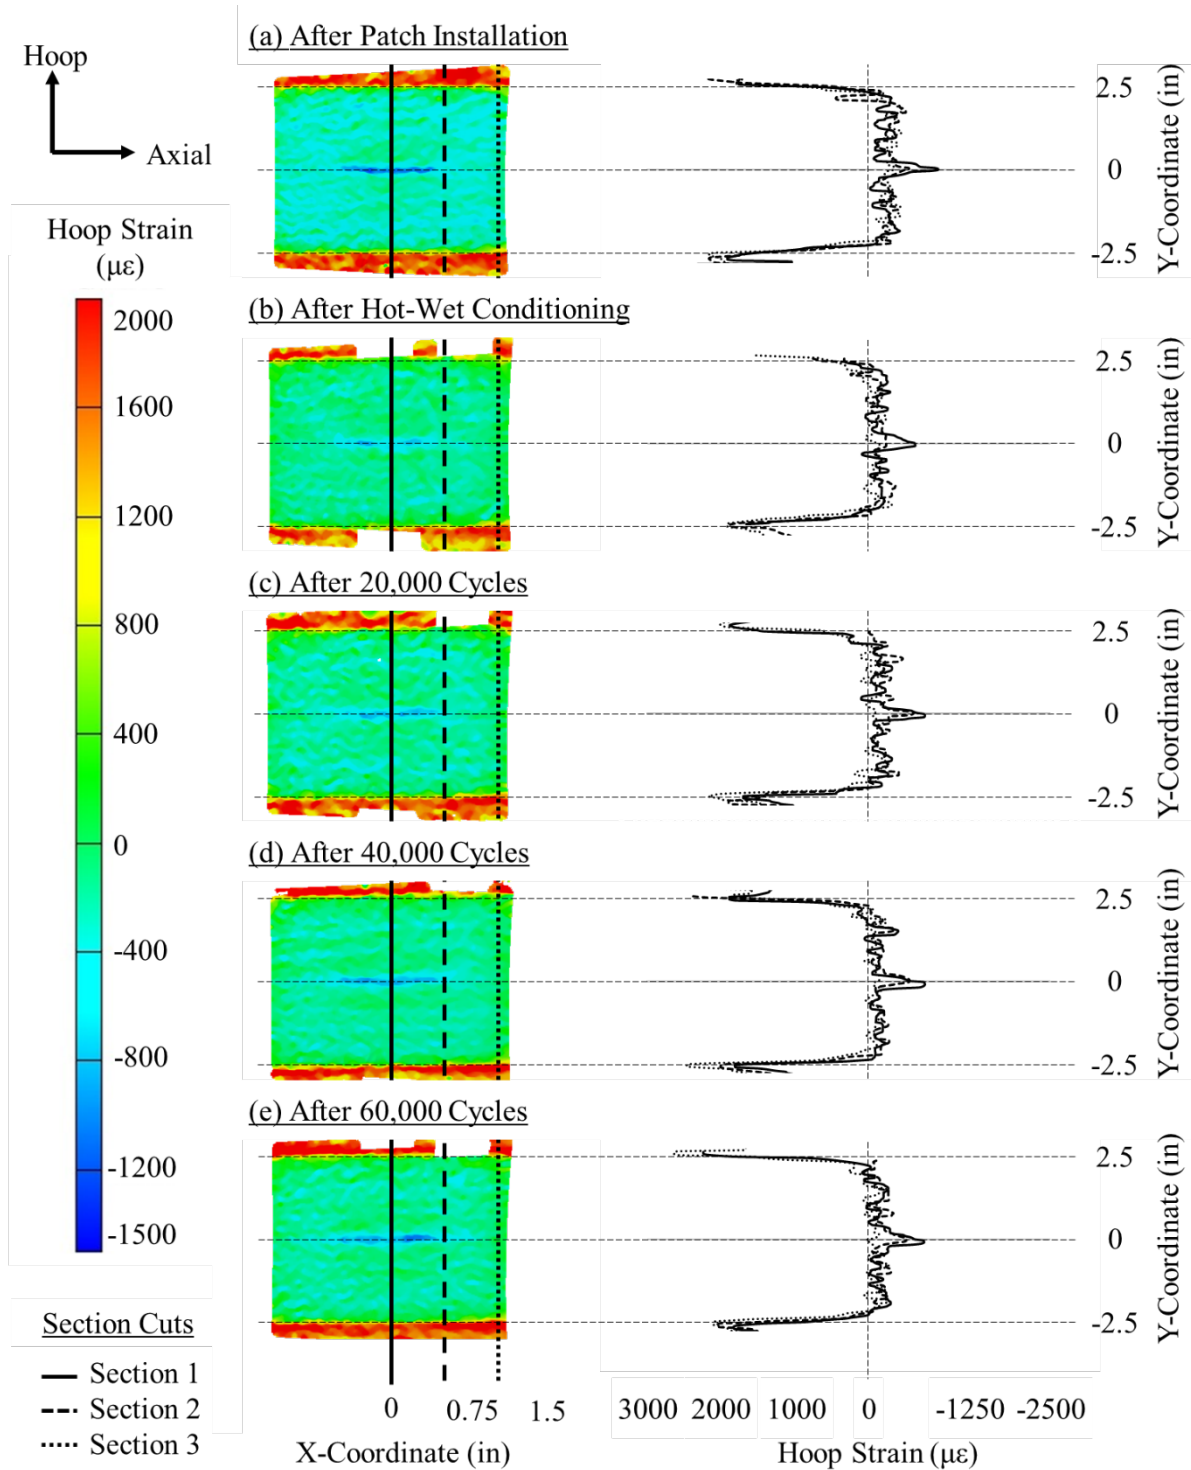 (a) After Patch Installation
Hoop
Axial
2.5
0
-2.5
Y-Coordinate (in)
Hoop Strain
(με)
2000
1600
1200
800
400
0
-400
-800
-1200
-1500
(b) After Hot-Wet Conditioning
2.5
0
-2.5
Y-Coordinate (in)
(c) After 20,000 Cycles
2.5
0
-2.5
Y-Coordinate (in)
(d) After 40,000 Cycles
2.5
0
-2.5
Y-Coordinate (in)
(e) After 60,000 Cycles
2.5
0
-2.5
Y-Coordinate (in)
Section Cuts
Section 1
Section 2
Section 3
0 0.75 1.5
X-Coordinate (in)
3000 2000 1000 0 -1250 -2500
Hoop Strain (με)